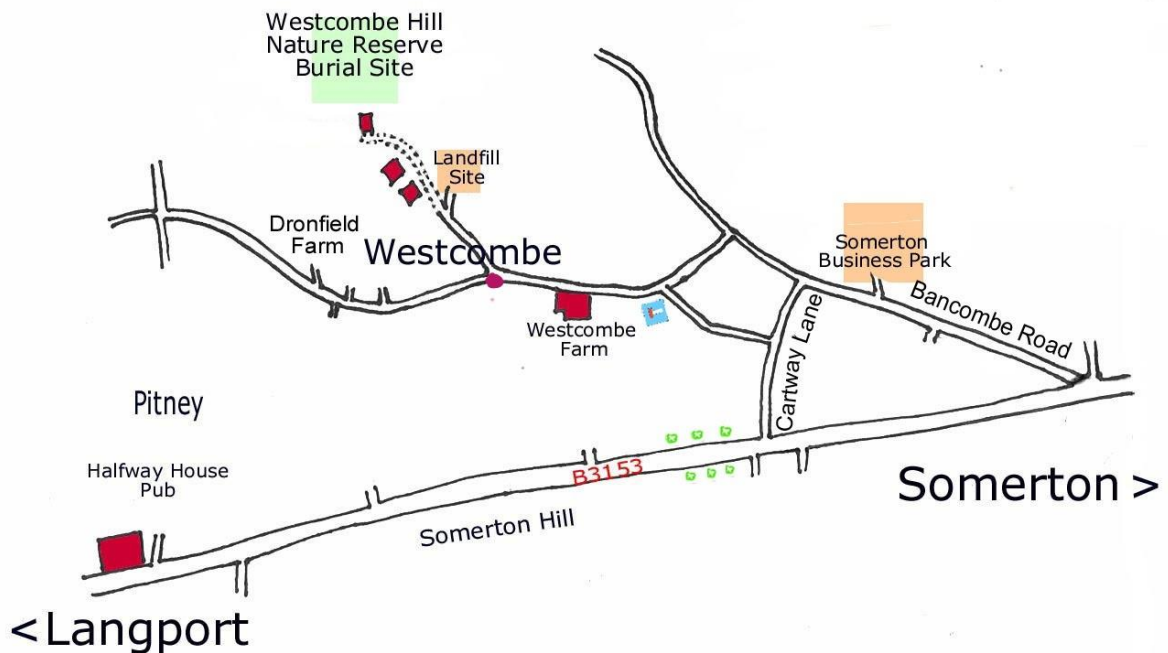 Westcombe Hill
Nature Reserve
Burial Site
Landfill
Site
Dronfield
Farm
Westcombe
Somerton
Business Park
Bancombe Road
Westcombe
Farm
Cartway Lane
Pitney
Halfway House
Pub
B3153
Somerton Hill
Somerton >
< Langport